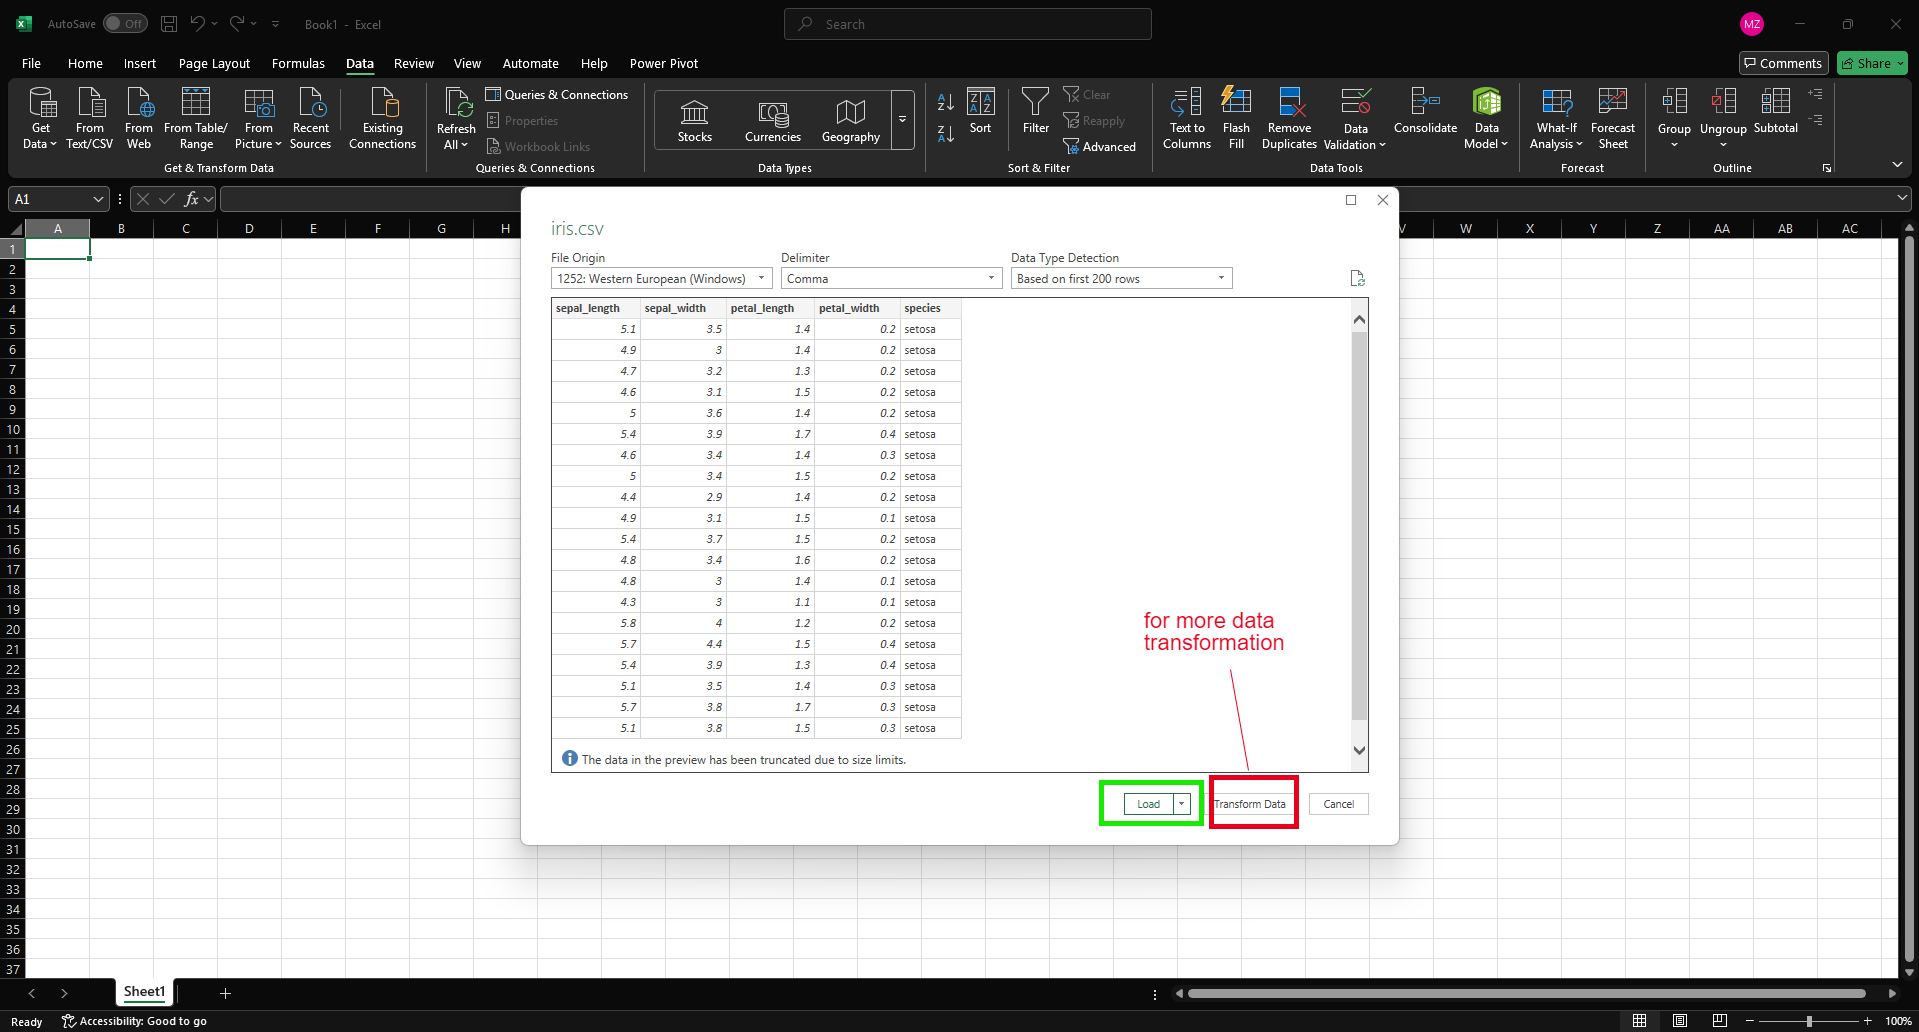 AutoSave Off Book1 - Excel Search MZ
File Home Insert Page Layout Formulas Data Review View Automate Help Power Pivot Comments Share
Get Data From Text/CSV From Web From Table/ Range From Picture Recent Sources Existing Connections
Get & Transform Data
Refresh All Queries & Connections
Properties
Workbook Links
Queries & Connections
Stocks Currencies Geography
Data Types
Sort Filter Clear
Reapply
Advanced
Sort & Filter
Text to Columns Flash Fill Remove Duplicates Data Validation Consolidate Data Model
Data Tools
What-If Analysis Forecast Sheet
Forecast
Group Ungroup Subtotal
Outline
A1 fx
A B C D E F G H V W X Y Z AA AB AC
1
2
3
4
5
6
7
8
9
10
11
12
13
14
15
16
17
18
19
20
21
22
23
24
25
26
27
28
29
30
31
32
33
34
35
36
37
iris.csv
File Origin Delimiter Data Type Detection
1252: Western European (Windows) Comma Based on first 200 rows
sepal_length sepal_width petal_length petal_width species
5.1 3.5 1.4 0.2 setosa
4.9 3 1.4 0.2 setosa
4.7 3.2 1.3 0.2 setosa
4.6 3.1 1.5 0.2 setosa
5 3.6 1.4 0.2 setosa
5.4 3.9 1.7 0.4 setosa
4.6 3.4 1.4 0.3 setosa
5 3.4 1.5 0.2 setosa
4.4 2.9 1.4 0.2 setosa
4.9 3.1 1.5 0.1 setosa
5.4 3.7 1.5 0.2 setosa
4.8 3.4 1.6 0.2 setosa
4.8 3 1.4 0.1 setosa
4.3 3 1.1 0.1 setosa
5.8 4 1.2 0.2 setosa
5.7 4.4 1.5 0.4 setosa
5.4 3.9 1.3 0.4 setosa
5.1 3.5 1.4 0.3 setosa
5.7 3.8 1.7 0.3 setosa
5.1 3.8 1.5 0.3 setosa
The data in the preview has been truncated due to size limits.
for more data
transformation
Load Transform Data Cancel
Sheet1
Ready Accessibility: Good to go 100%